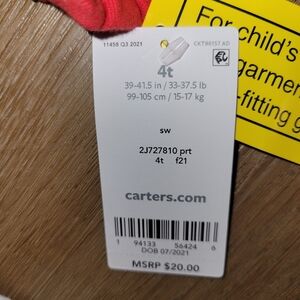 11458 Q3 2021
CKT88157 AD
4t
39-41.5 in / 33-37.5 lb
99-105 cm / 15-17 kg
sw
2J727810 prt
4t f21
carters.com
1 94133 56424 6
DOB 07/2021
MSRP $20.00
For child's
garmen
-fitting g